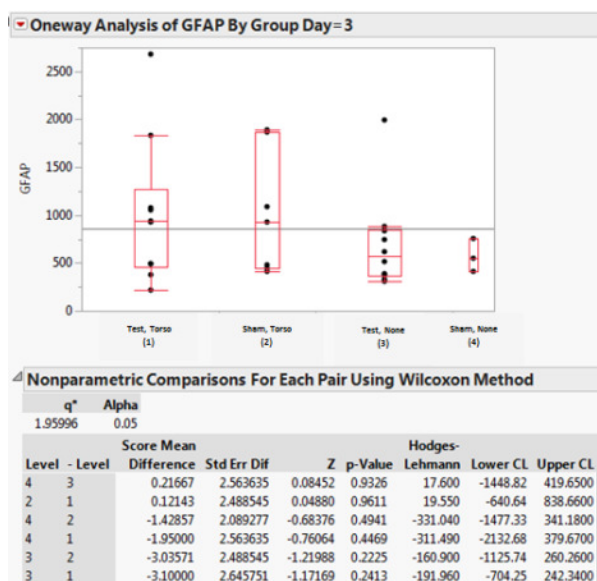 Oneway Analysis of GFAP By Group Day=3
2500
2000
1500
1000
500
0
GFAP
Test, Torso
(1)
Sham, Torso
(2)
Test, None
(3)
Sham, None
(4)
Nonparametric Comparisons For Each Pair Using Wilcoxon Method
q* Alpha
1.95996 0.05
Score Mean Hodges-
Level - Level Difference Std Err Dif Z p-Value Lehmann Lower CL Upper CL
4 3 0.21667 2.563635 0.08452 0.9326 17.600 -1448.82 419.6500
2 1 0.12143 2.488545 0.04880 0.9611 19.550 -640.64 838.6600
4 2 -1.42857 2.089277 -0.68376 0.4941 -331.040 -1477.33 341.1800
4 1 -1.95000 2.563635 -0.76064 0.4469 -311.490 -2132.68 379.6700
3 2 -3.03571 2.488545 -1.21988 0.2225 -160.900 -1125.74 260.2600
3 1 -3.10000 2.645751 -1.17169 0.2413 -191.960 -704.25 242.3400